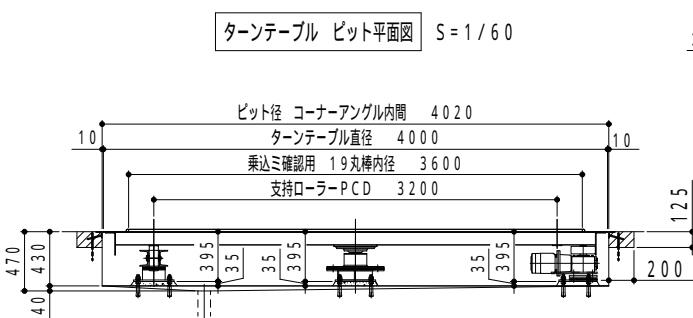 ターンテーブル ピット平面図 S=1/60
ピット径 コーナーアングル内間 4020
10 ターンテーブル直径 4000 10
乗込ミ確認用 19丸棒内径 3600
支持ローラーPCD 3200
125
470 430 395 35 35 395 35 395 200
40